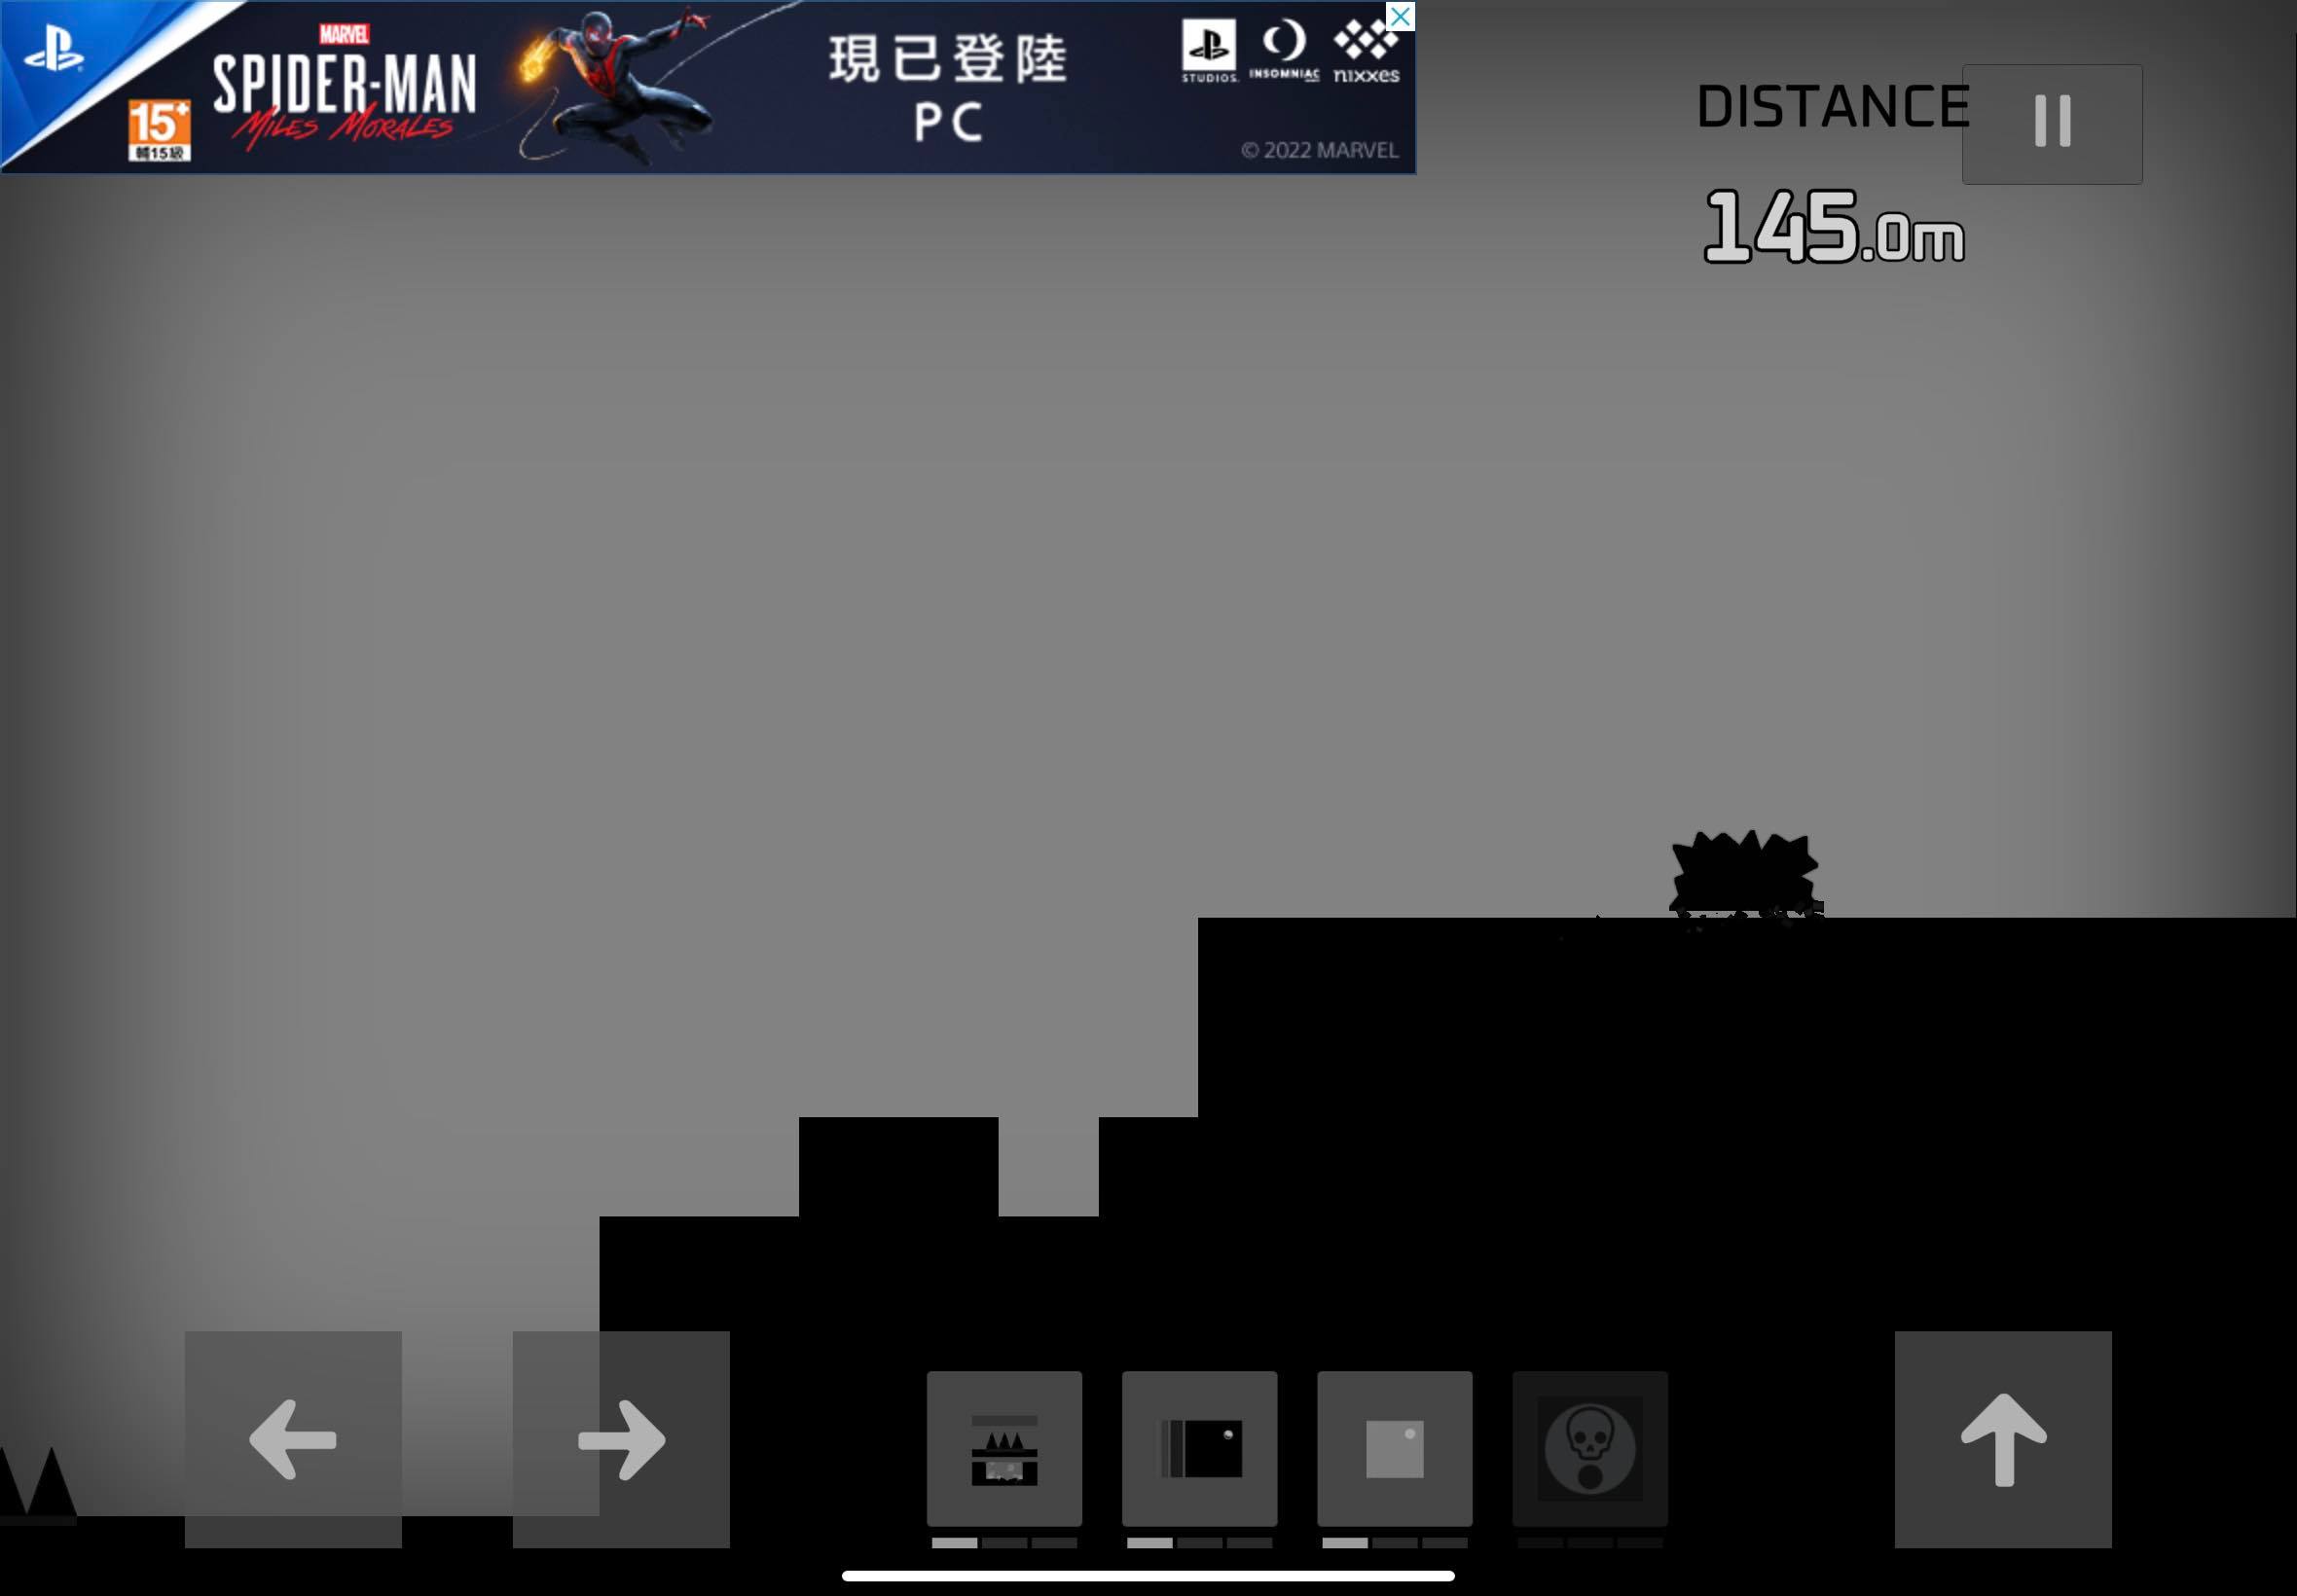 MARVEL
SPIDER-MAN
MILES MORALES
15+
輔15級
現已登陸
PC
STUDIOS.
INSOMNIAC
nixxes
© 2022 MARVEL
DISTANCE
145.0m